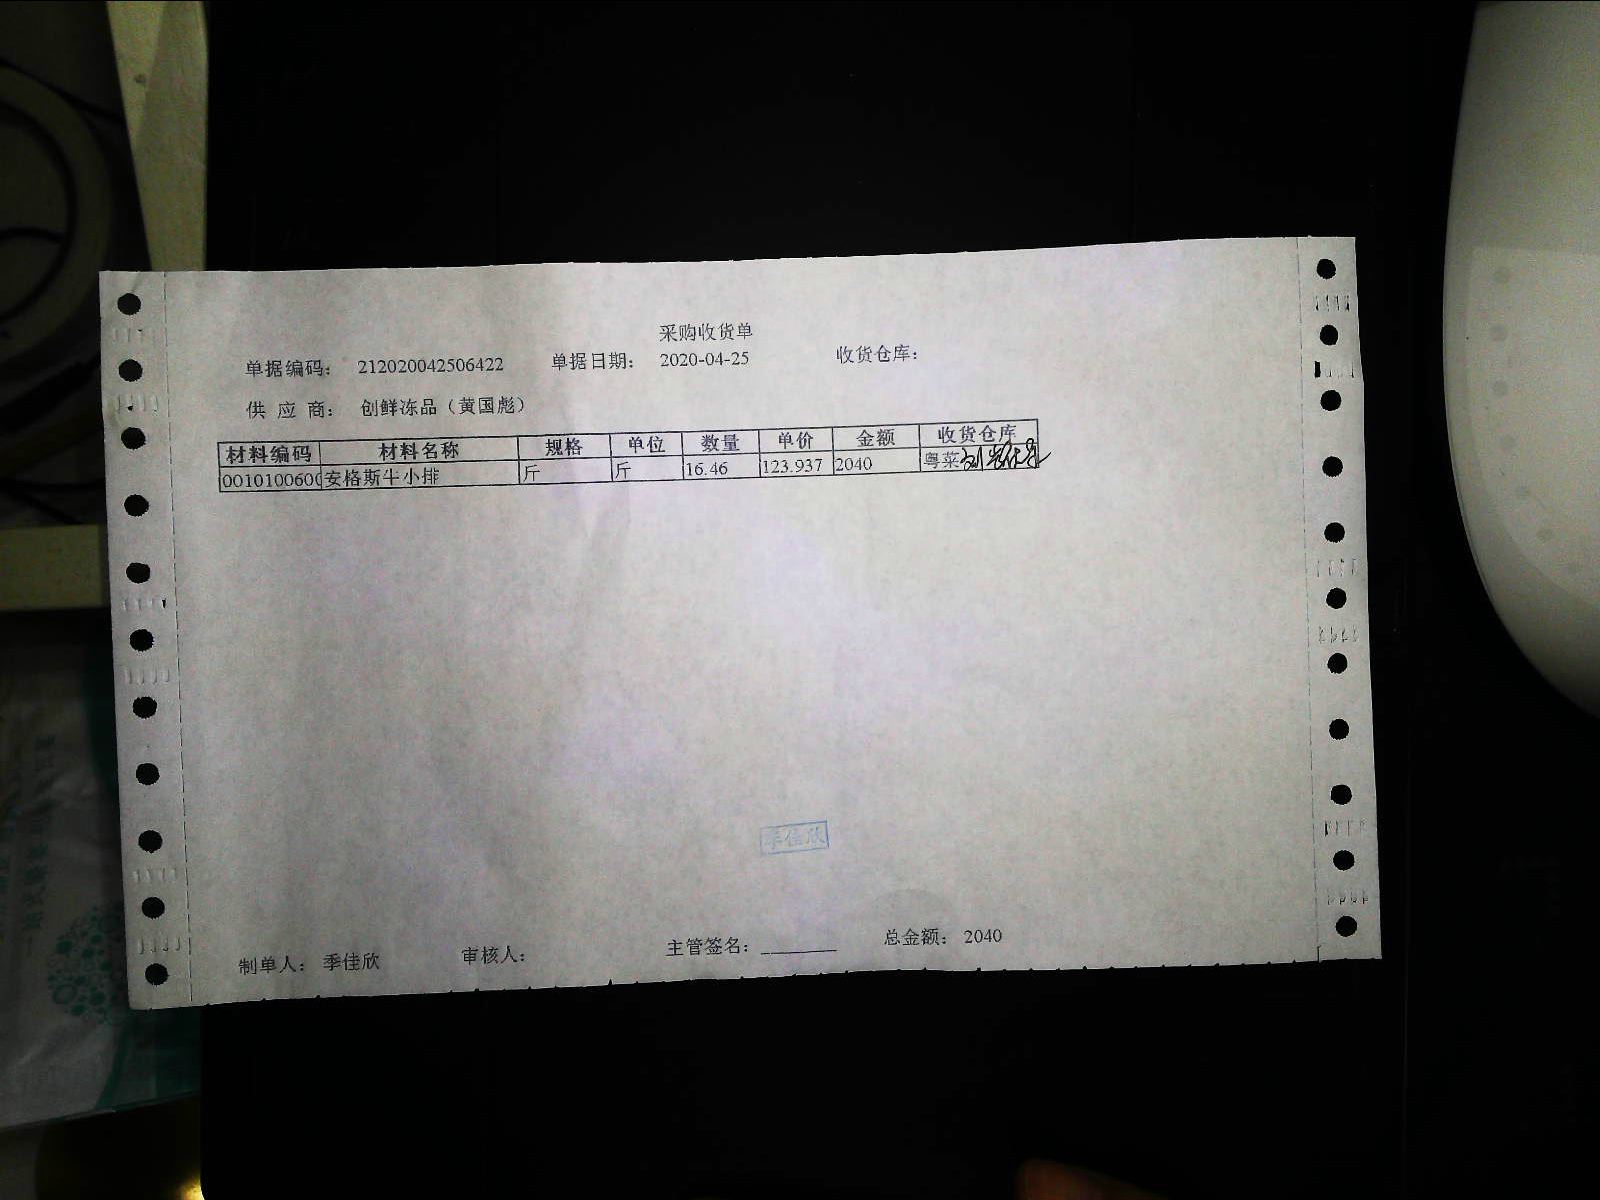 采购收货单
单据编码： 212020042506422 单据日期： 2020-04-25 收货仓库：
供 应 商： 创鲜冻品（黄国彪）
材料编码 材料名称 规格 单位 数量 单价 金额 收货仓库
0010100600 安格斯牛小排 斤 斤 16.46 123.937 2040 粤菜
季佳欣
制单人： 季佳欣 审核人： 主管签名：________ 总金额： 2040